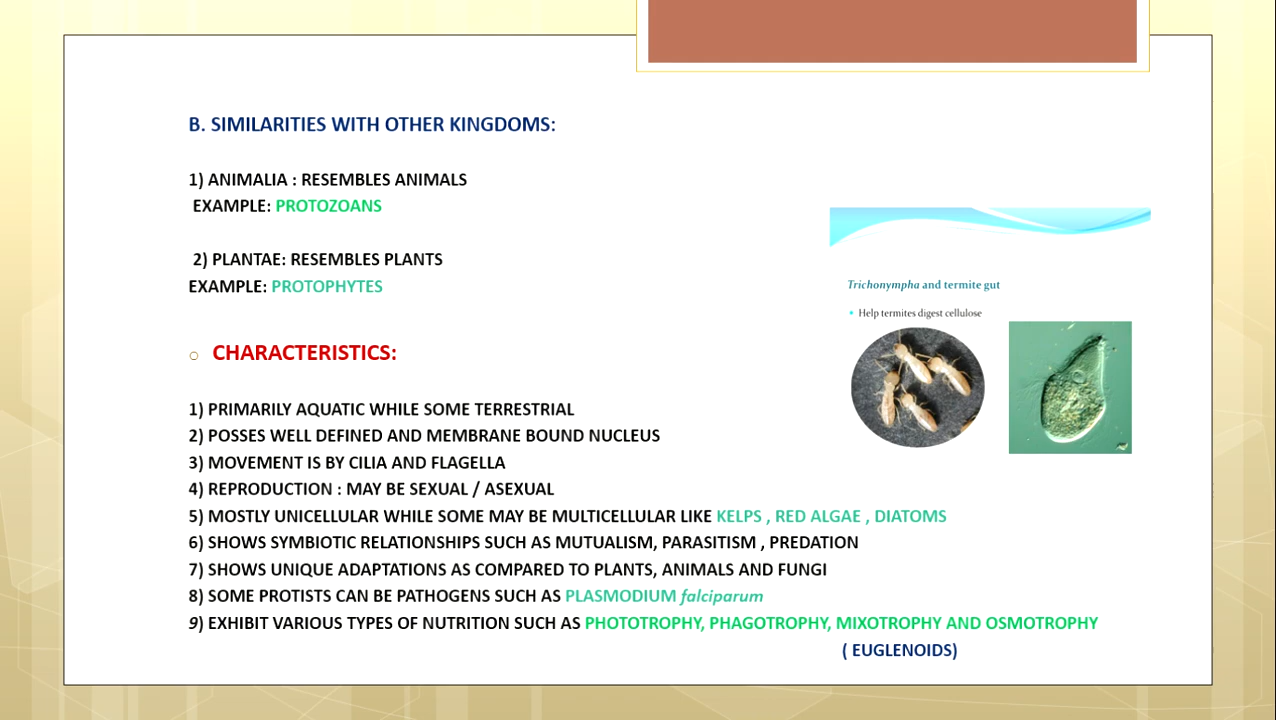 B. SIMILARITIES WITH OTHER KINGDOMS:
1) ANIMALIA : RESEMBLES ANIMALS
EXAMPLE: PROTOZOANS
2) PLANTAE: RESEMBLES PLANTS
EXAMPLE: PROTOPHYTES
Trichonympha and termite gut
Help termites digest cellulose
CHARACTERISTICS:
1) PRIMARILY AQUATIC WHILE SOME TERRESTRIAL
2) POSSES WELL DEFINED AND MEMBRANE BOUND NUCLEUS
3) MOVEMENT IS BY CILIA AND FLAGELLA
4) REPRODUCTION : MAY BE SEXUAL / ASEXUAL
5) MOSTLY UNICELLULAR WHILE SOME MAY BE MULTICELLULAR LIKE KELPS , RED ALGAE , DIATOMS
6) SHOWS SYMBIOTIC RELATIONSHIPS SUCH AS MUTUALISM, PARASITISM , PREDATION
7) SHOWS UNIQUE ADAPTATIONS AS COMPARED TO PLANTS, ANIMALS AND FUNGI
8) SOME PROTISTS CAN BE PATHOGENS SUCH AS PLASMODIUM falciparum
9) EXHIBIT VARIOUS TYPES OF NUTRITION SUCH AS PHOTOTROPHY, PHAGOTROPHY, MIXOTROPHY AND OSMOTROPHY
( EUGLENOIDS)